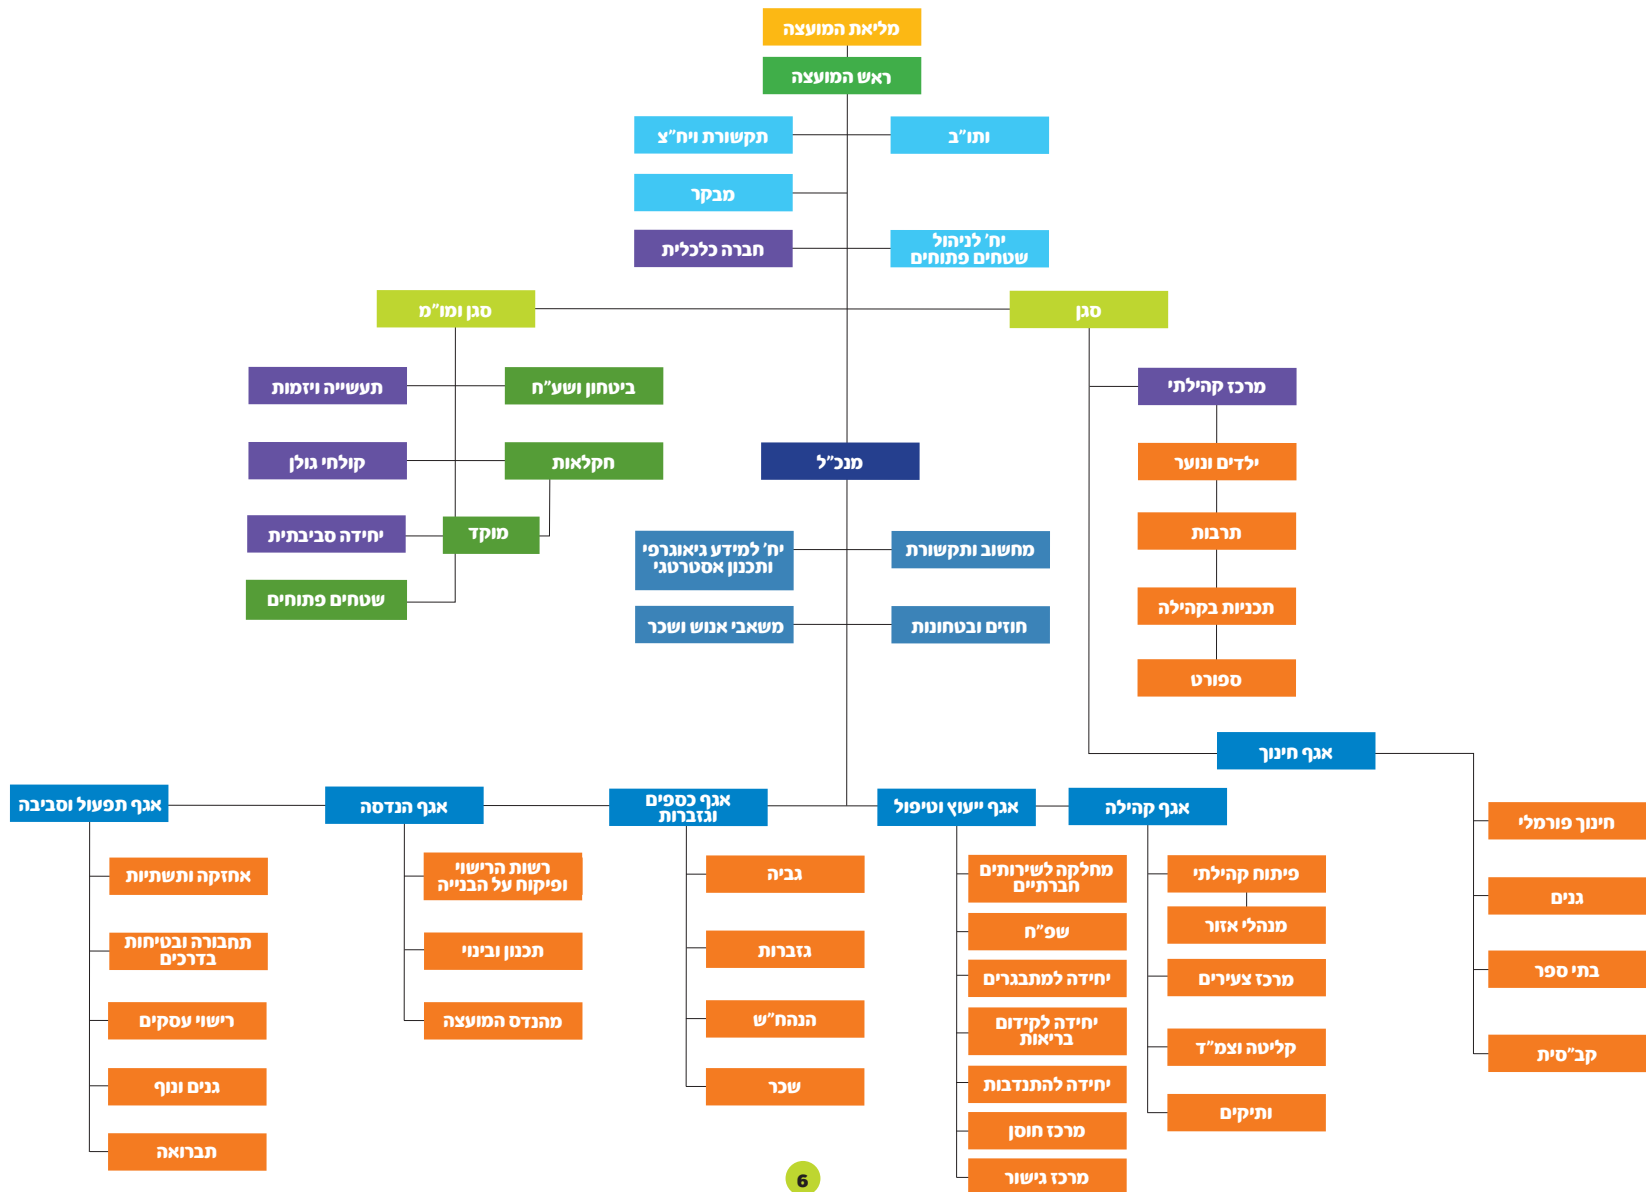 מליאת המועצה
ראש המועצה
ותו"ב
תקשורת ויח"צ
מבקר
יח' לניהול
שטחים פתוחים
חברה כלכלית
סגן
סגן ומו"מ
מרכז קהילתי
ילדים ונוער
תרבות
תכניות בקהילה
ספורט
ביטחון ושע"ח
תעשייה ויזמות
חקלאות
קולחי גולן
מוקד
יחידה סביבתית
שטחים פתוחים
מנכ"ל
מחשוב ותקשורת
יח' למידע גיאוגרפי
ותכנון אסטרטגי
חוזים ובטחונות
משאבי אנוש ושכר
אגף חינוך
חינוך פורמלי
גנים
בתי ספר
קב"סית
אגף קהילה
פיתוח קהילתי
מנהלי אזור
מרכז צעירים
קליטה וצמ"ד
ותיקים
אגף ייעוץ וטיפול
מחלקה לשירותים
חברתיים
שפ"ח
יחידה למתבגרים
יחידה לקידום
בריאות
יחידה להתנדבות
מרכז חוסן
מרכז גישור
אגף כספים
וגזברות
גביה
גזברות
הנהח"ש
שכר
אגף הנדסה
רשות הרישוי
ופיקוח על הבנייה
תכנון ובינוי
מהנדס המועצה
אגף תפעול וסביבה
אחזקה ותשתיות
תחבורה ובטיחות
בדרכים
רישוי עסקים
גנים ונוף
תברואה
6